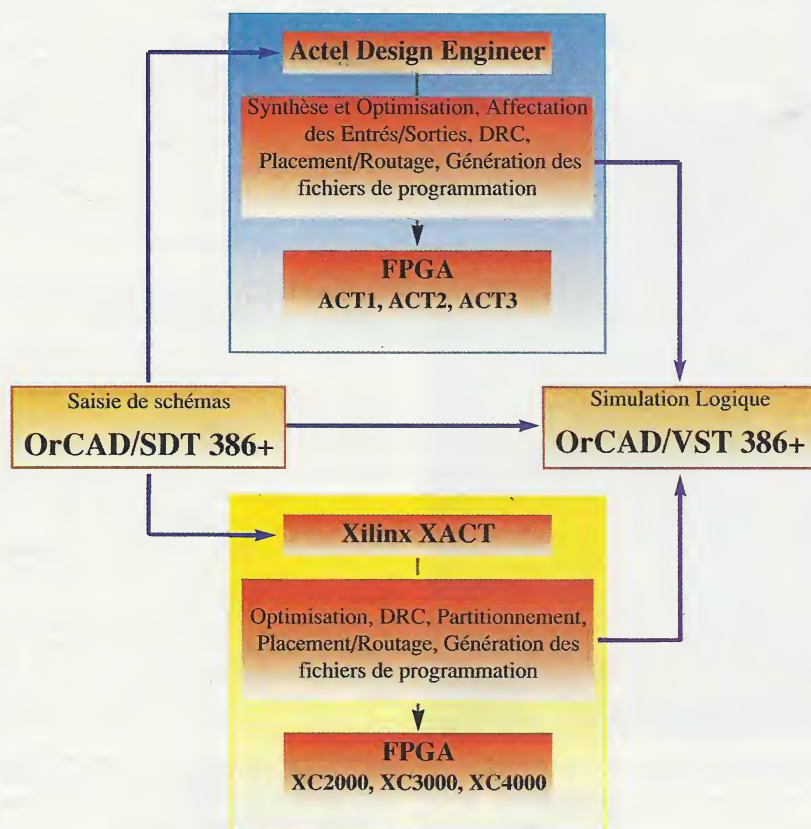 Actel Design Engineer
Synthèse et Optimisation, Affectation
des Entrés/Sorties, DRC,
Placement/Routage, Génération des
fichiers de programmation
FPGA
ACT1, ACT2, ACT3
Saisie de schémas
OrCAD/SDT 386+
Simulation Logique
OrCAD/VST 386+
Xilinx XACT
Optimisation, DRC, Partitionnement,
Placement/Routage, Génération des
fichiers de programmation
FPGA
XC2000, XC3000, XC4000